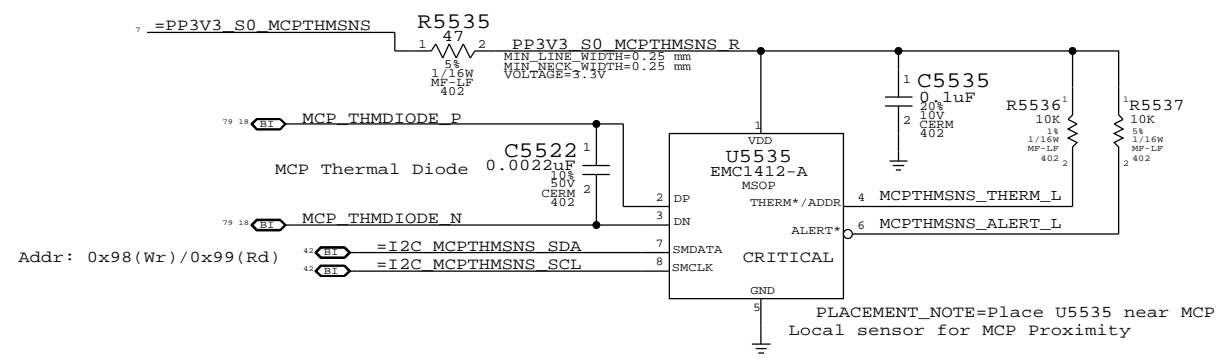 7 =PP3V3_S0_MCPTHMSNS
R5535
47
1 2
5%
1/16W
MF-LF
402
PP3V3_S0_MCPTHMSNS_R
MIN_LINE_WIDTH=0.25 mm
MIN_NECK_WIDTH=0.25 mm
VOLTAGE=3.3V
1
C5535
0.1uF
20%
10V
CERM
402
2
1
R5536
10K
1%
1/16W
MF-LF
402
2
1
R5537
10K
5%
1/16W
MF-LF
402
2
79 18 BI MCP_THMDIODE_P
MCP Thermal Diode
C5522
1
0.0022uF
10%
50V
CERM
402
2
79 18 BI MCP_THMDIODE_N
42 BI =I2C_MCPTHMSNS_SDA
Addr: 0x98(Wr)/0x99(Rd)
42 BI =I2C_MCPTHMSNS_SCL
1
VDD
U5535
EMC1412-A
MSOP
2 DP
THERM*/ADDR 4 MCPTHMSNS_THERM_L
3 DN
ALERT* 6 MCPTHMSNS_ALERT_L
7 SMDATA
8 SMCLK
CRITICAL
GND
5
PLACEMENT_NOTE=Place U5535 near MCP
Local sensor for MCP Proximity